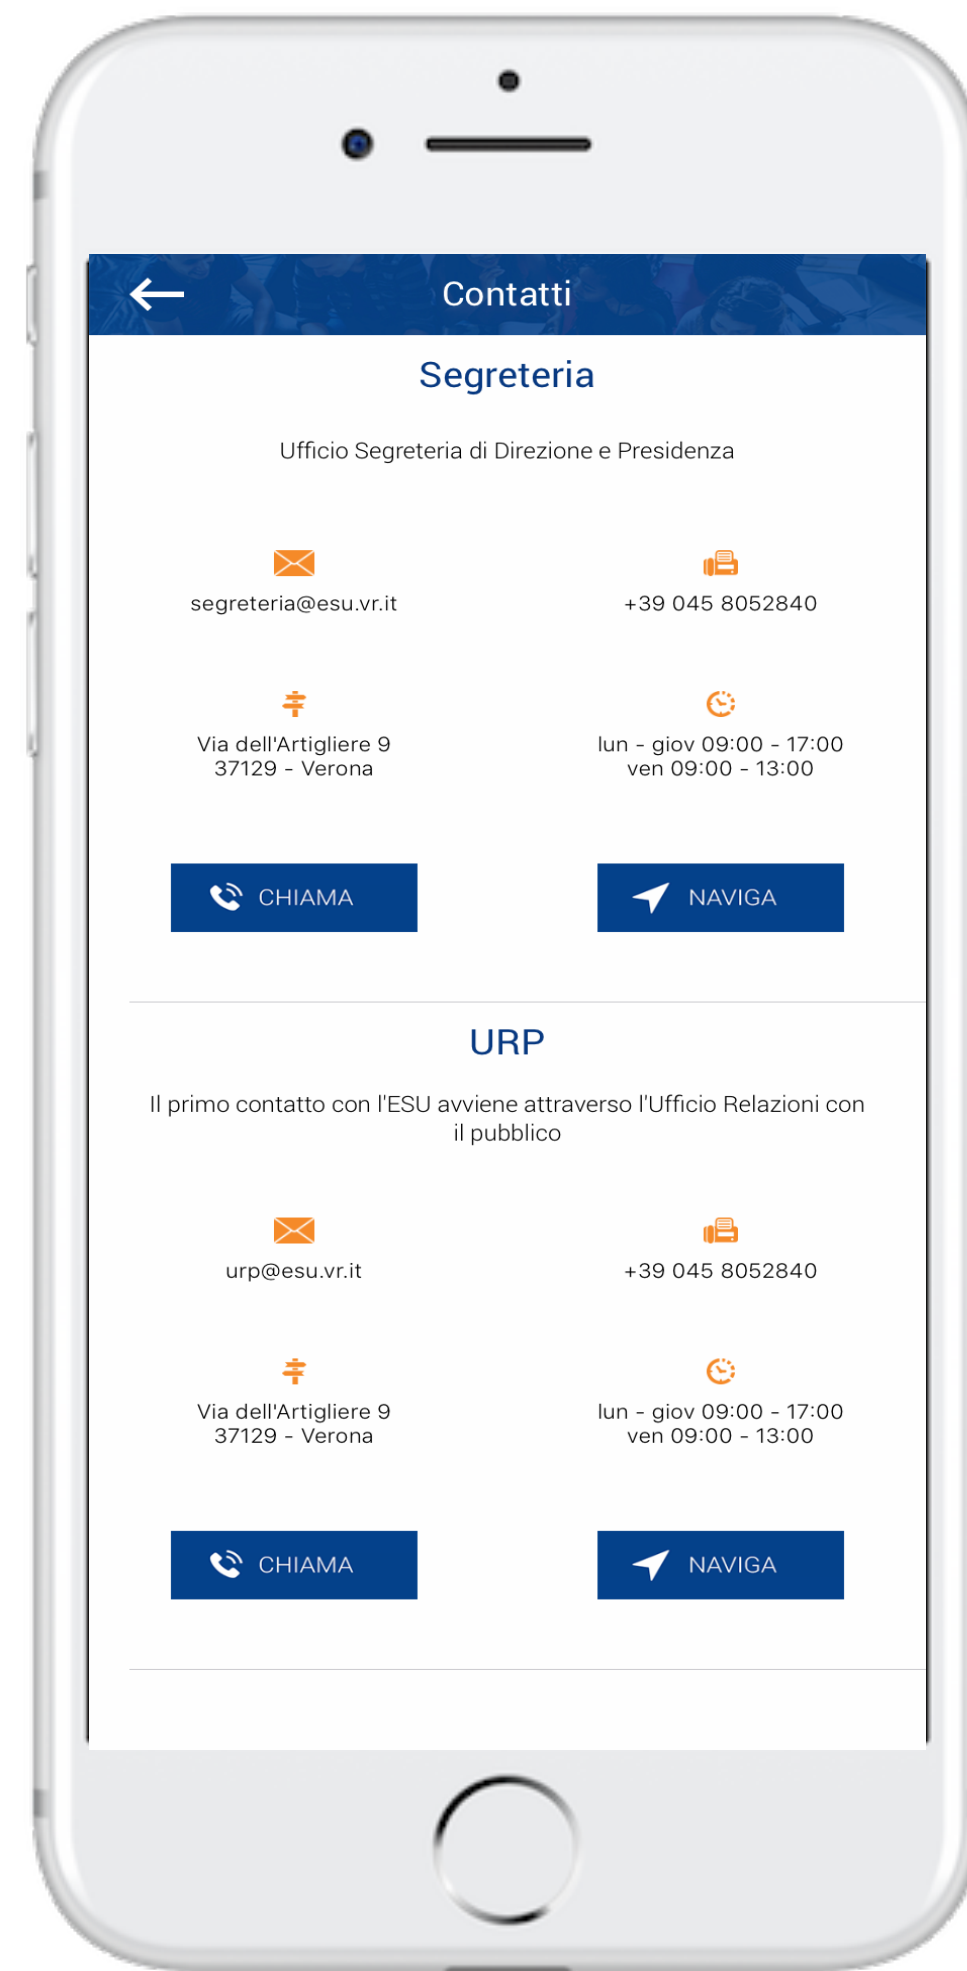 Contatti
Segreteria
Ufficio Segreteria di Direzione e Presidenza
segreteria@esu.vr.it
+39 045 8052840
Via dell'Artigliere 9
37129 - Verona
lun - giov 09:00 - 17:00
ven 09:00 - 13:00
CHIAMA
NAVIGA
URP
Il primo contatto con l'ESU avviene attraverso l'Ufficio Relazioni con
il pubblico
urp@esu.vr.it
+39 045 8052840
Via dell'Artigliere 9
37129 - Verona
lun - giov 09:00 - 17:00
ven 09:00 - 13:00
CHIAMA
NAVIGA